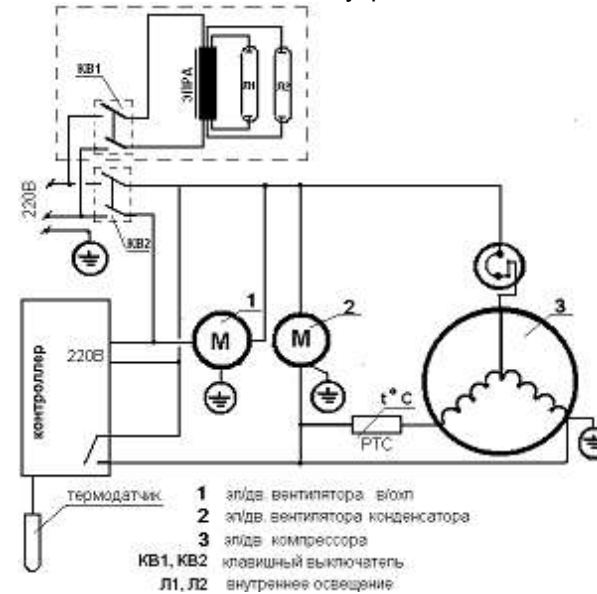 КВ1
ЭПРА
Л1
Л2
220В
КВ2
1
2
3
М
М
220В
контроллер
t°C
РТС
термодатчик
1 эл/дв. вентилятора в/охл
2 эл/дв. вентилятора конденсатора
3 эл/дв. компрессора
КВ1, КВ2 клавишный выключатель
Л1, Л2 внутреннее освещение